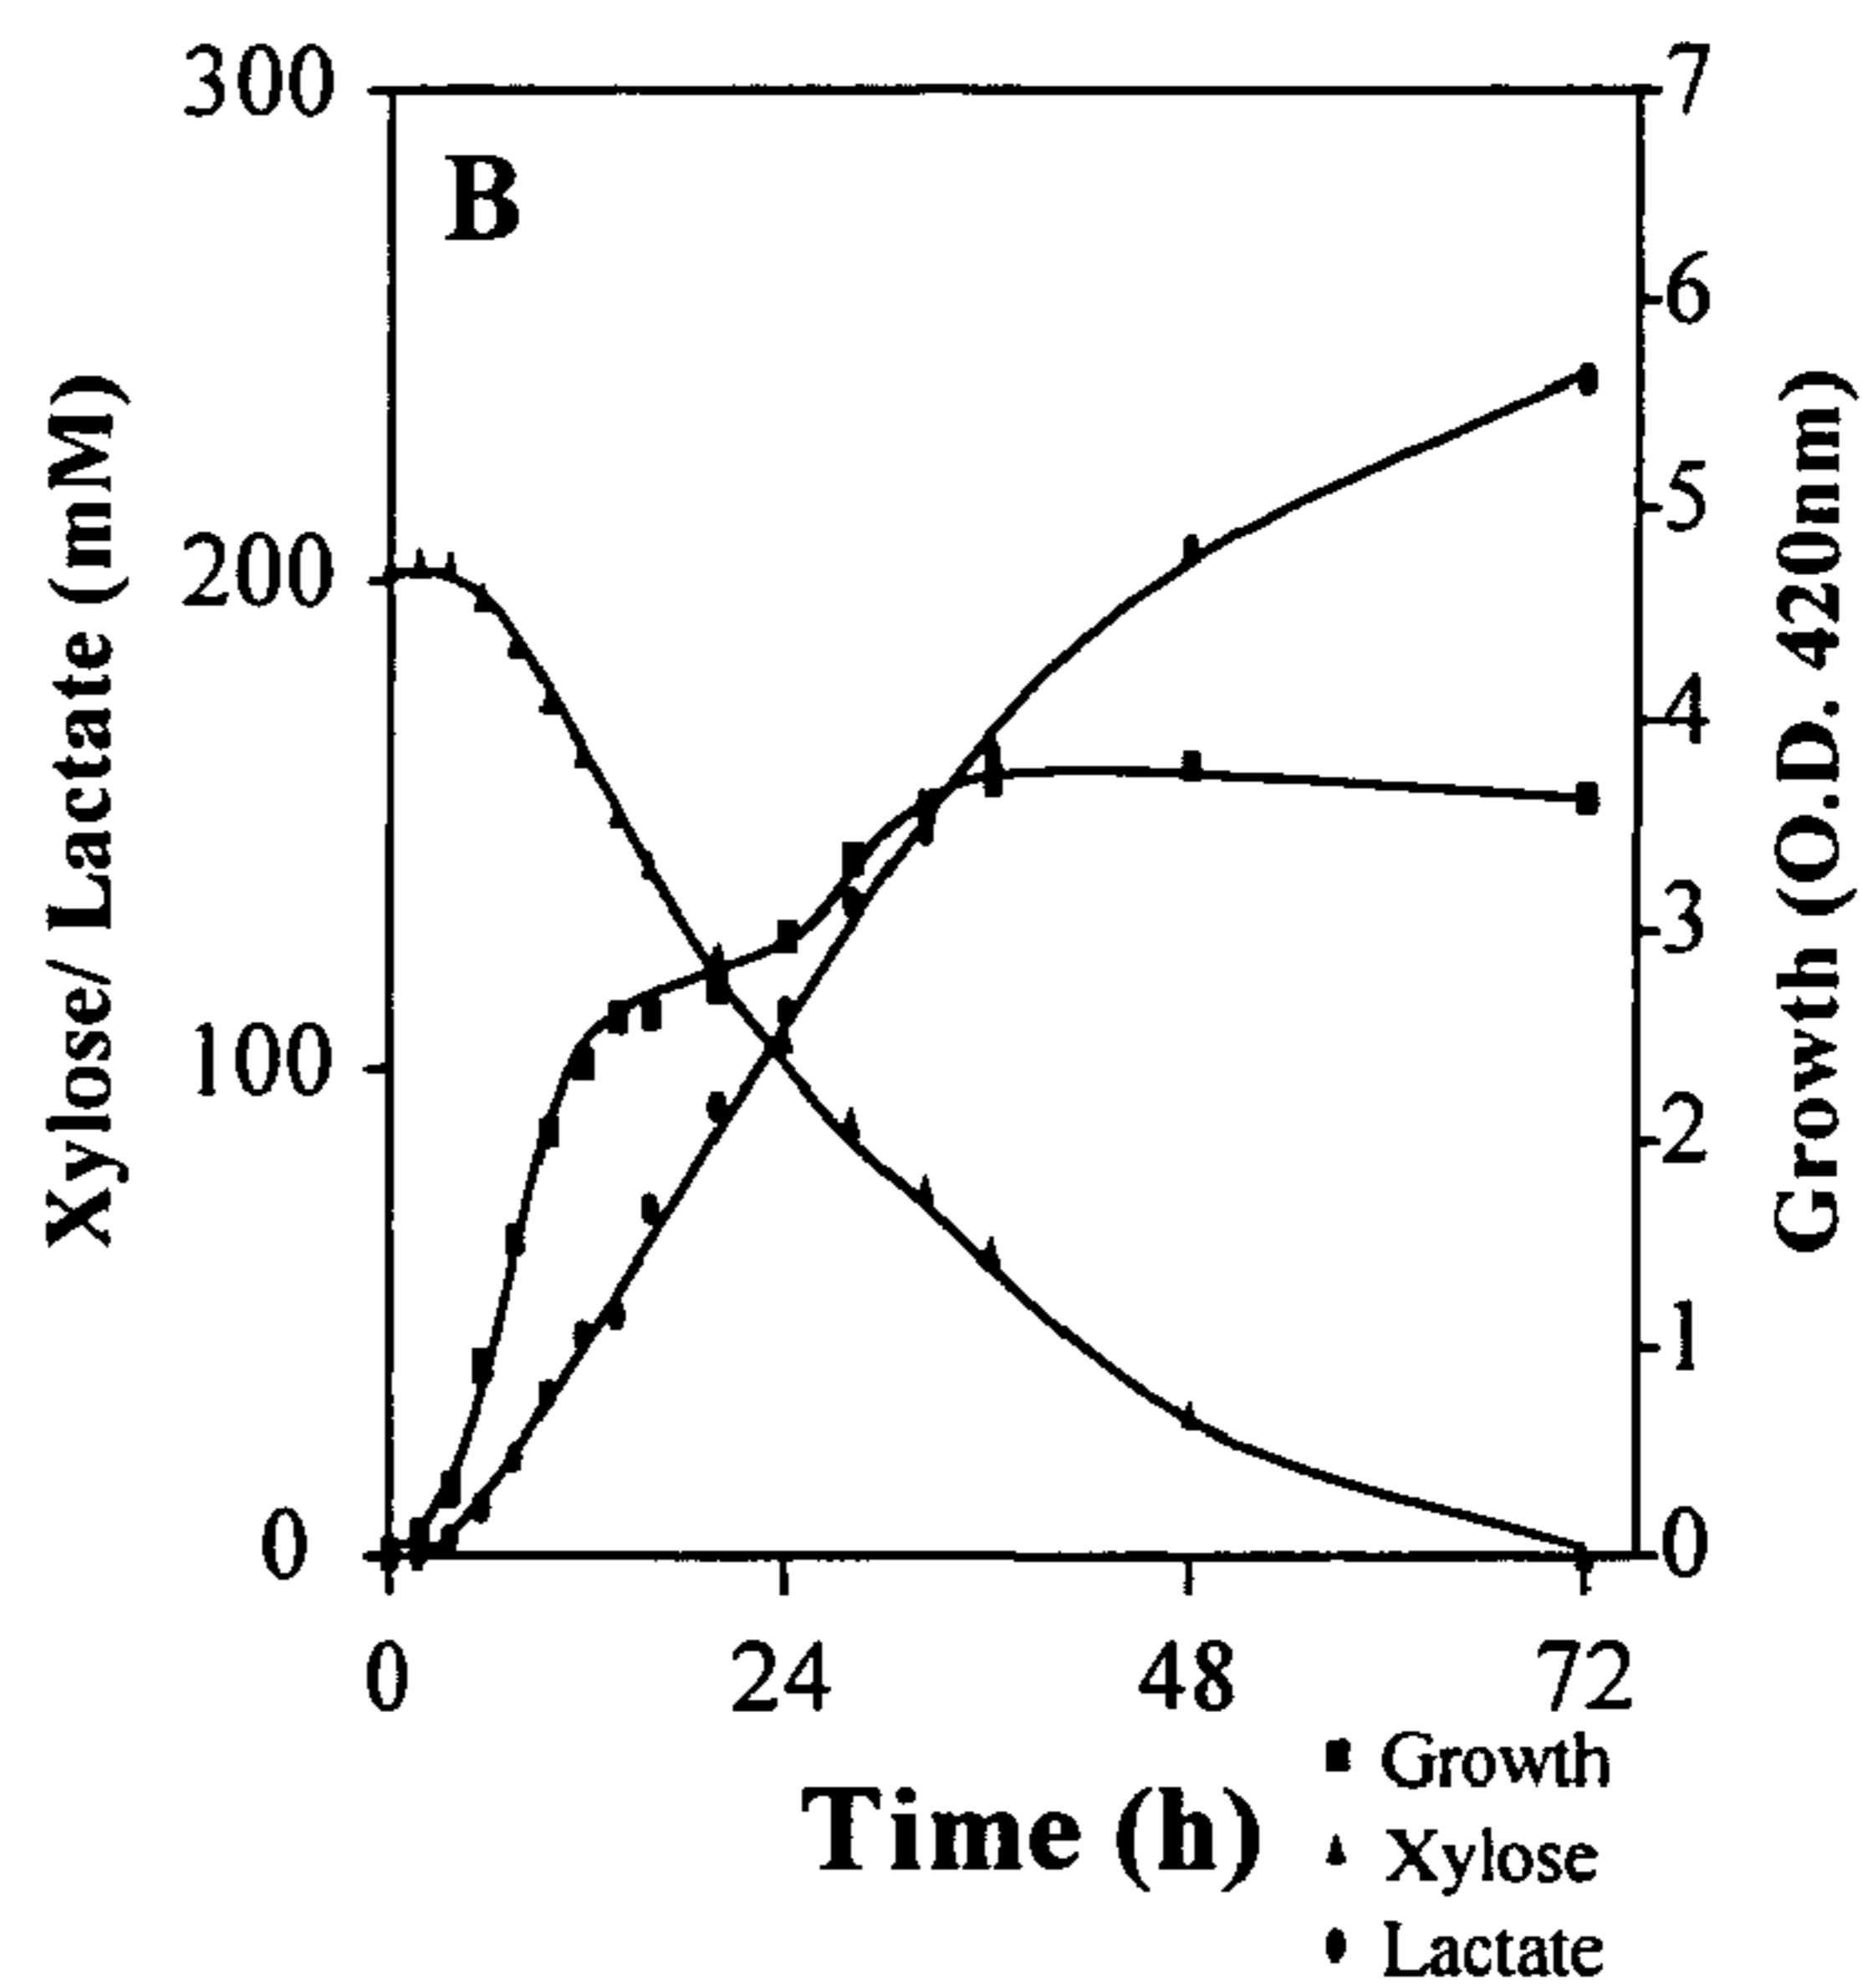 B
Xylose/ Lactate (mM)
300
200
100
0
7
6
5
4
3
2
1
0
Growth (O.D. 420nm)
0 24 48 72
Time (h)
Growth
Xylose
Lactate